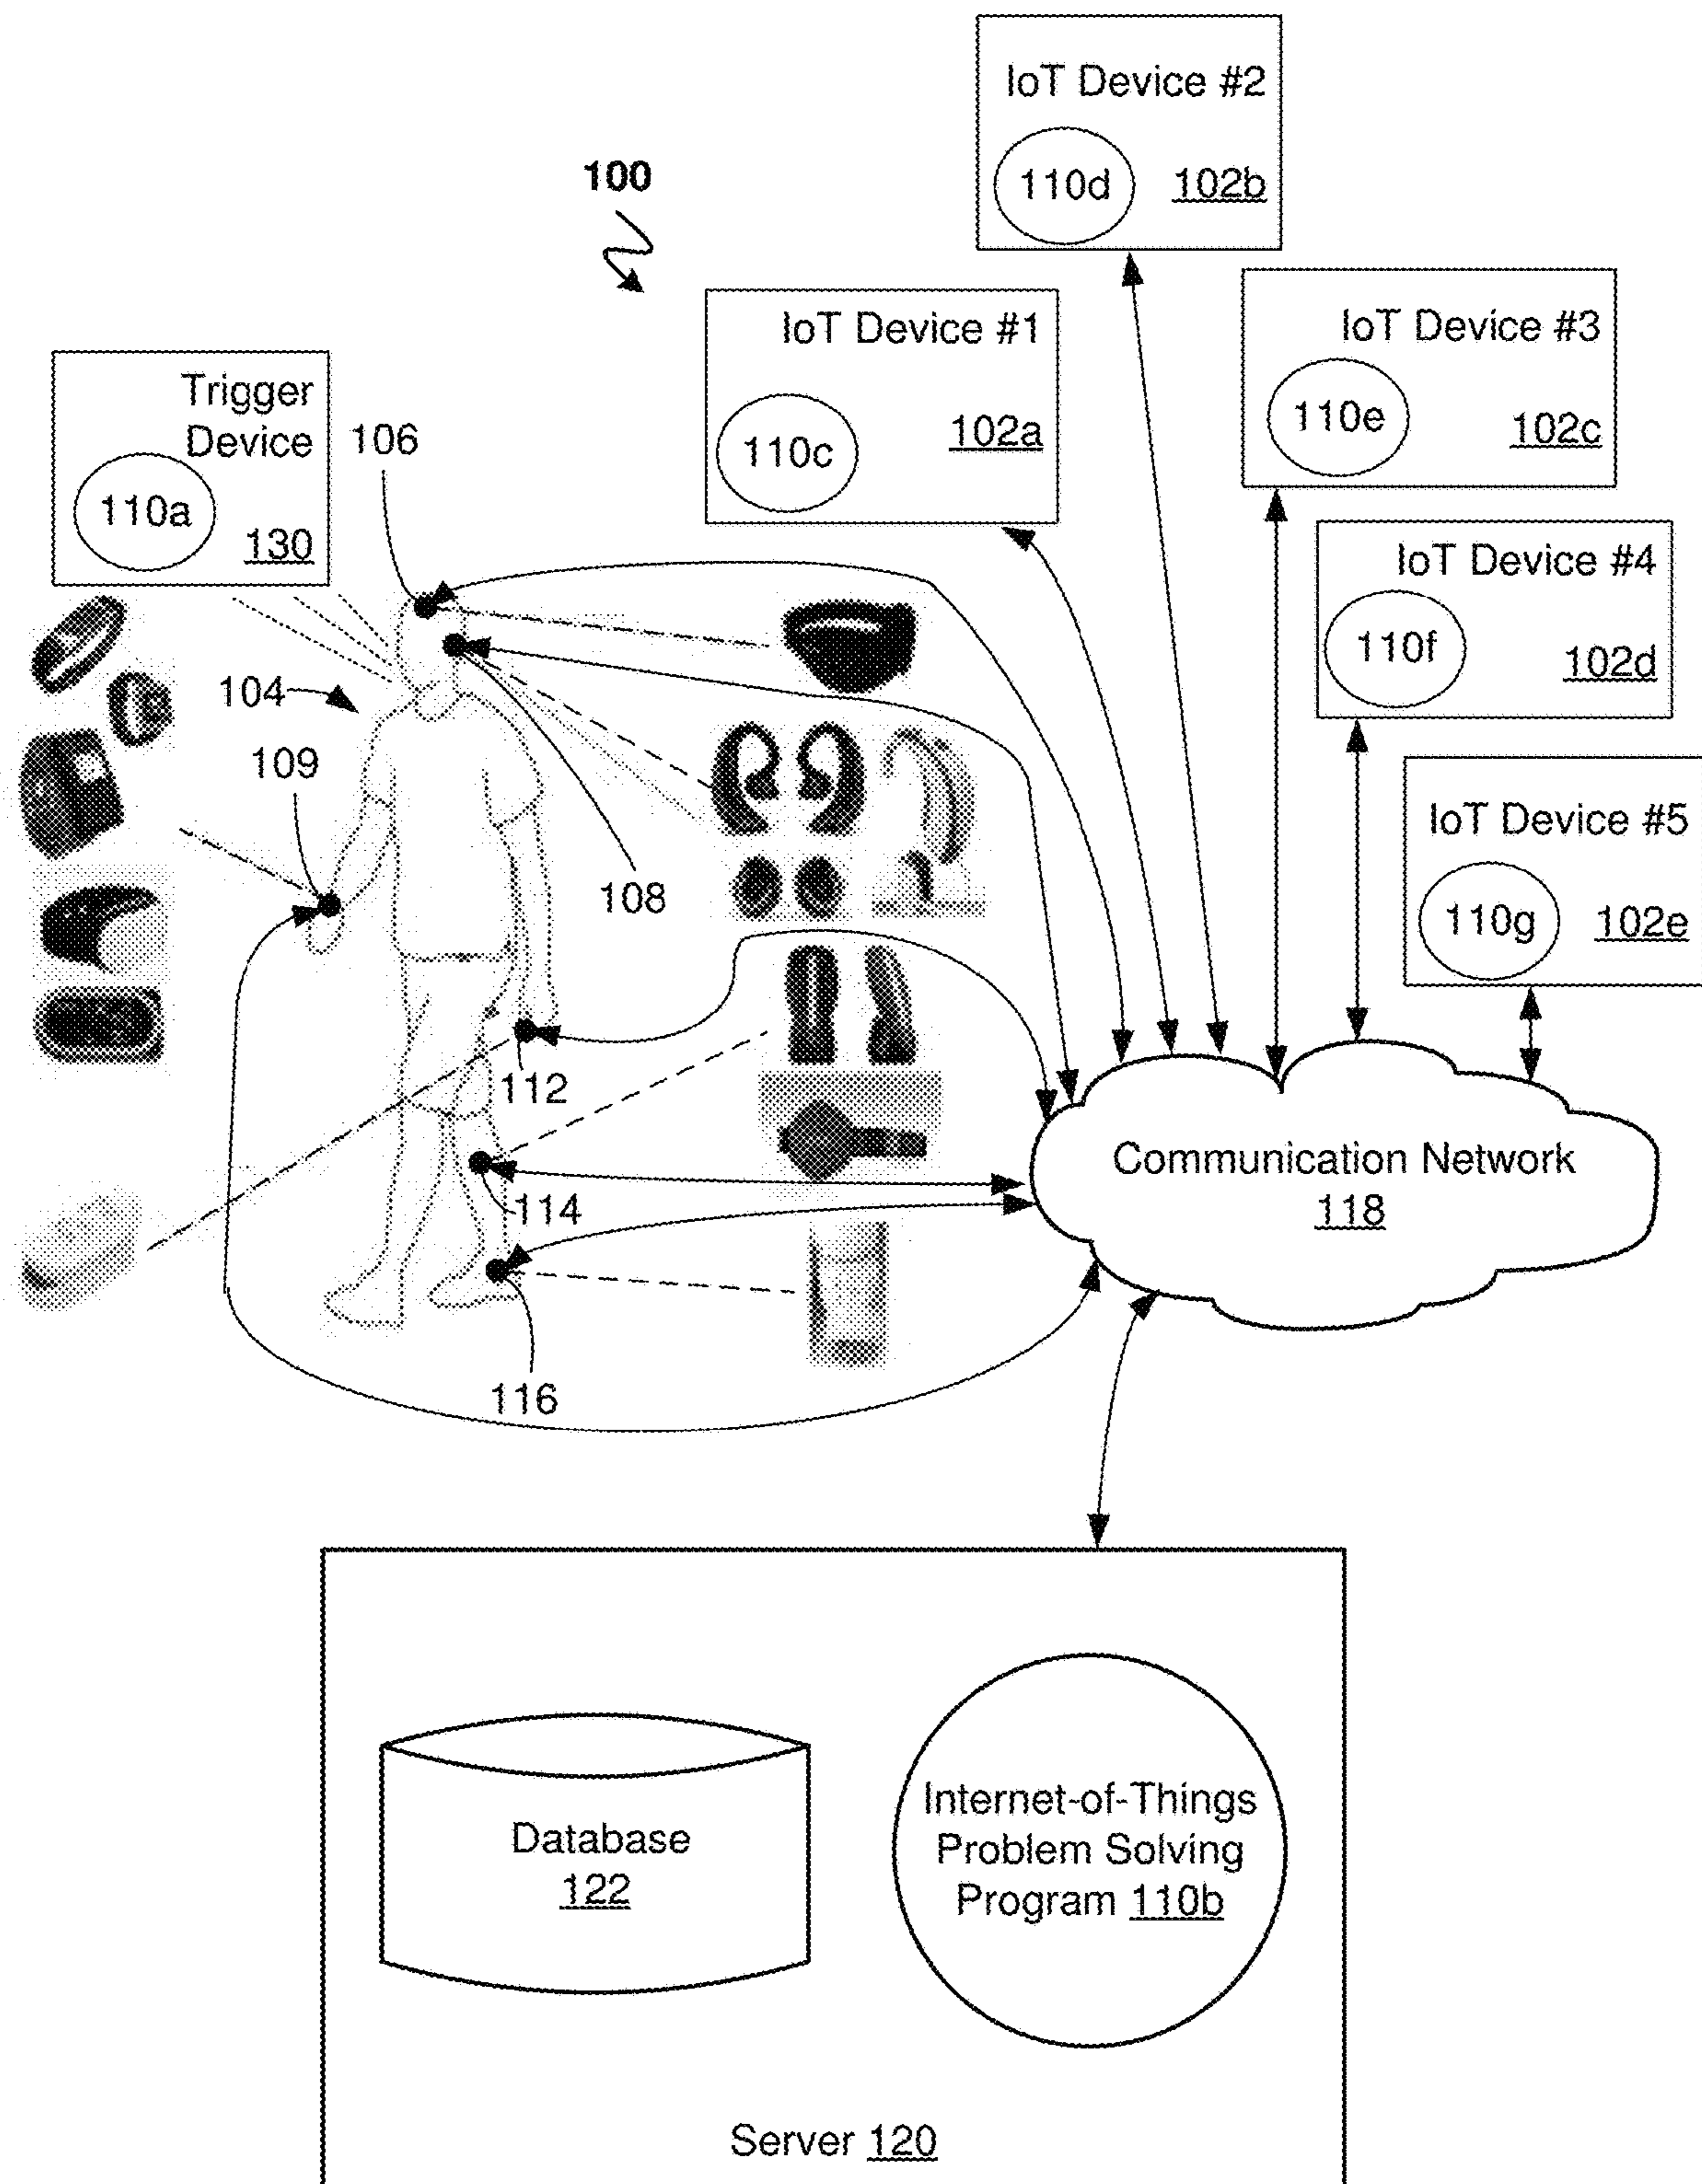 IoT Device #2
110d
102b
100
IoT Device #1
110c
102a
IoT Device #3
110e
102c
Trigger
Device
110a
130
106
IoT Device #4
110f
102d
104
109
108
IoT Device #5
110g
102e
112
114
116
Communication Network
118
Database
122
Internet-of-Things
Problem Solving
Program 110b
Server 120